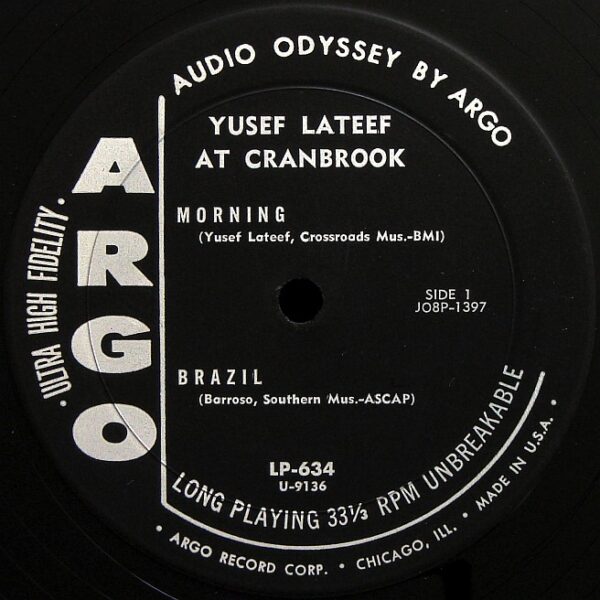 AUDIO ODYSSEY BY ARGO
YUSEF LATEEF
AT CRANBROOK
ARGO
• ULTRA HIGH FIDELITY •
MORNING
(Yusef Lateef, Crossroads Mus.-BMI)
SIDE 1
JO8P-1397
BRAZIL
(Barroso, Southern Mus.-ASCAP)
LP-634
U-9136
LONG PLAYING 33⅓ RPM UNBREAKABLE
• ARGO RECORD CORP. • CHICAGO, ILL. • MADE IN U.S.A. •